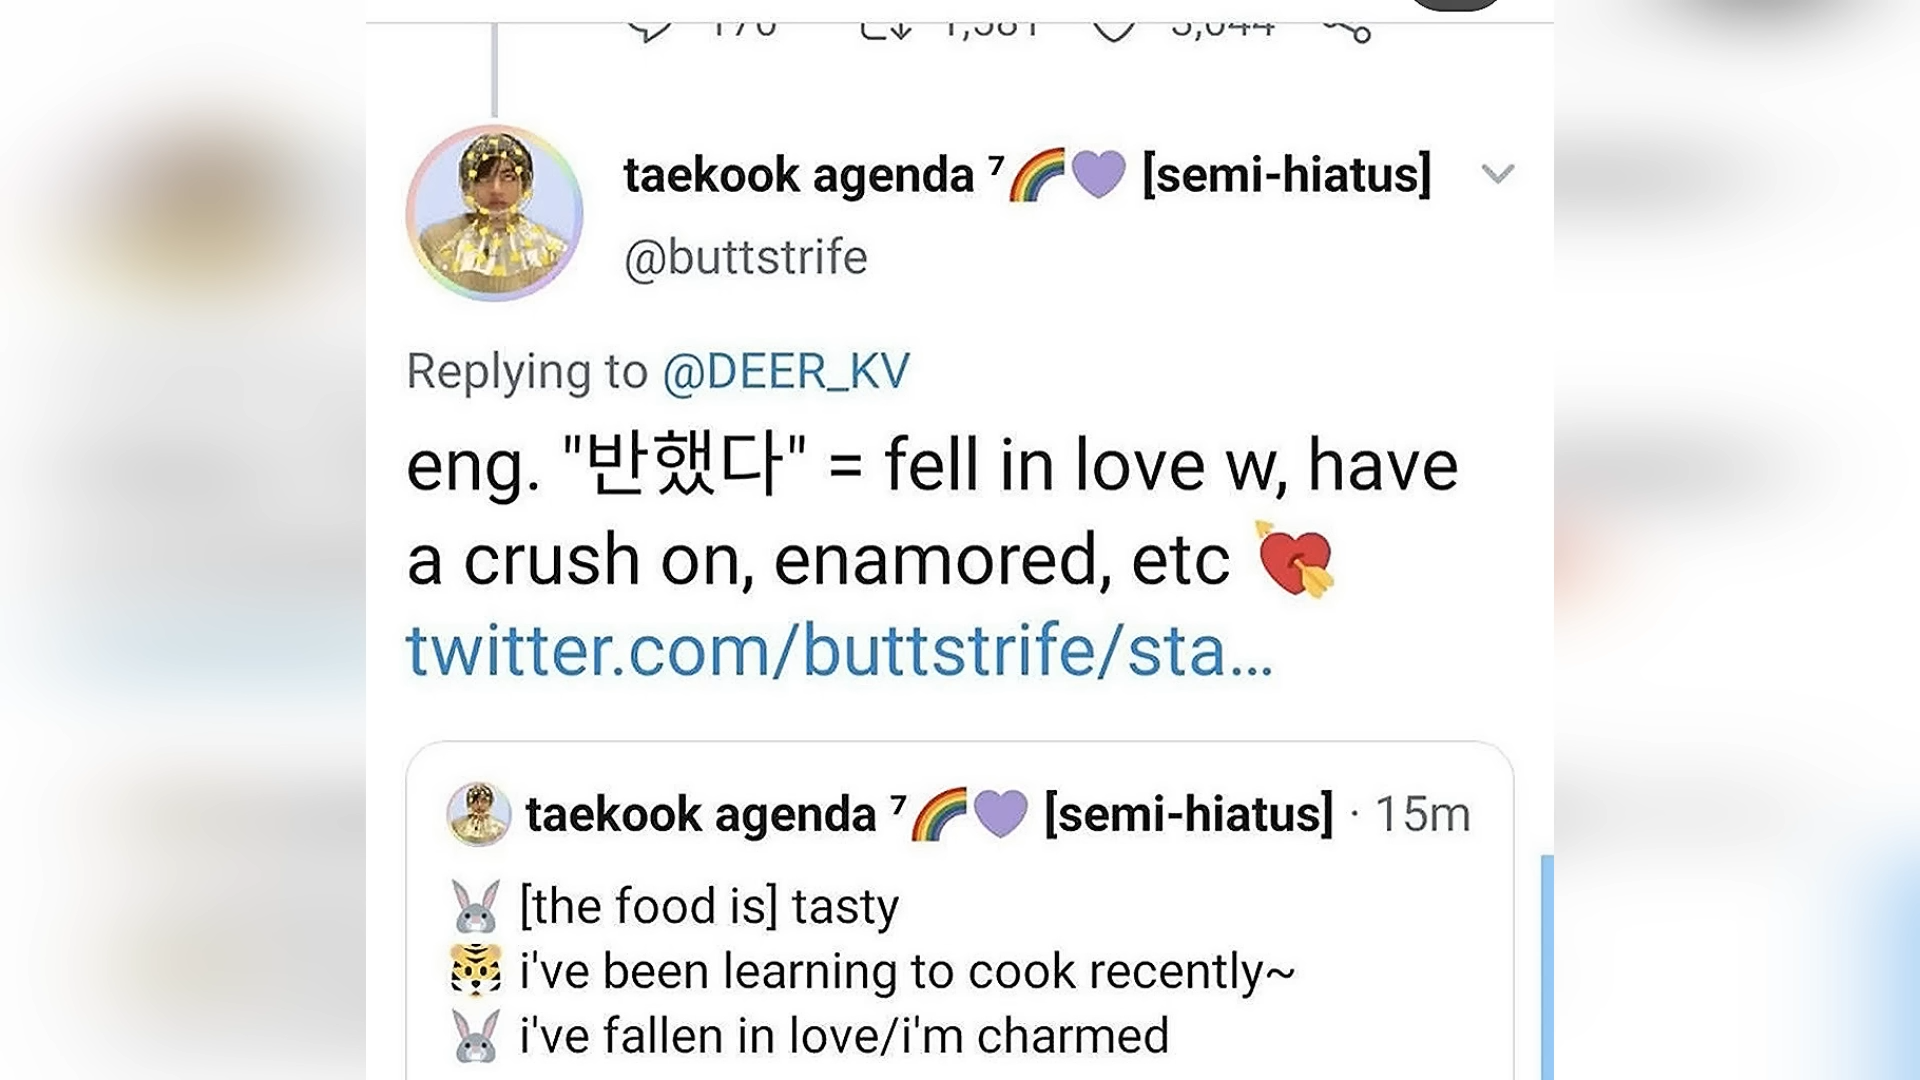 taekook agenda ⁷🌈💜 [semi-hiatus]
@buttstrife
Replying to @DEER_KV
eng. "반했다" = fell in love w, have
a crush on, enamored, etc 💘
twitter.com/buttstrife/sta...
taekook agenda ⁷🌈💜 [semi-hiatus] · 15m
🐰 [the food is] tasty
🐯 i've been learning to cook recently~
🐰 i've fallen in love/i'm charmed